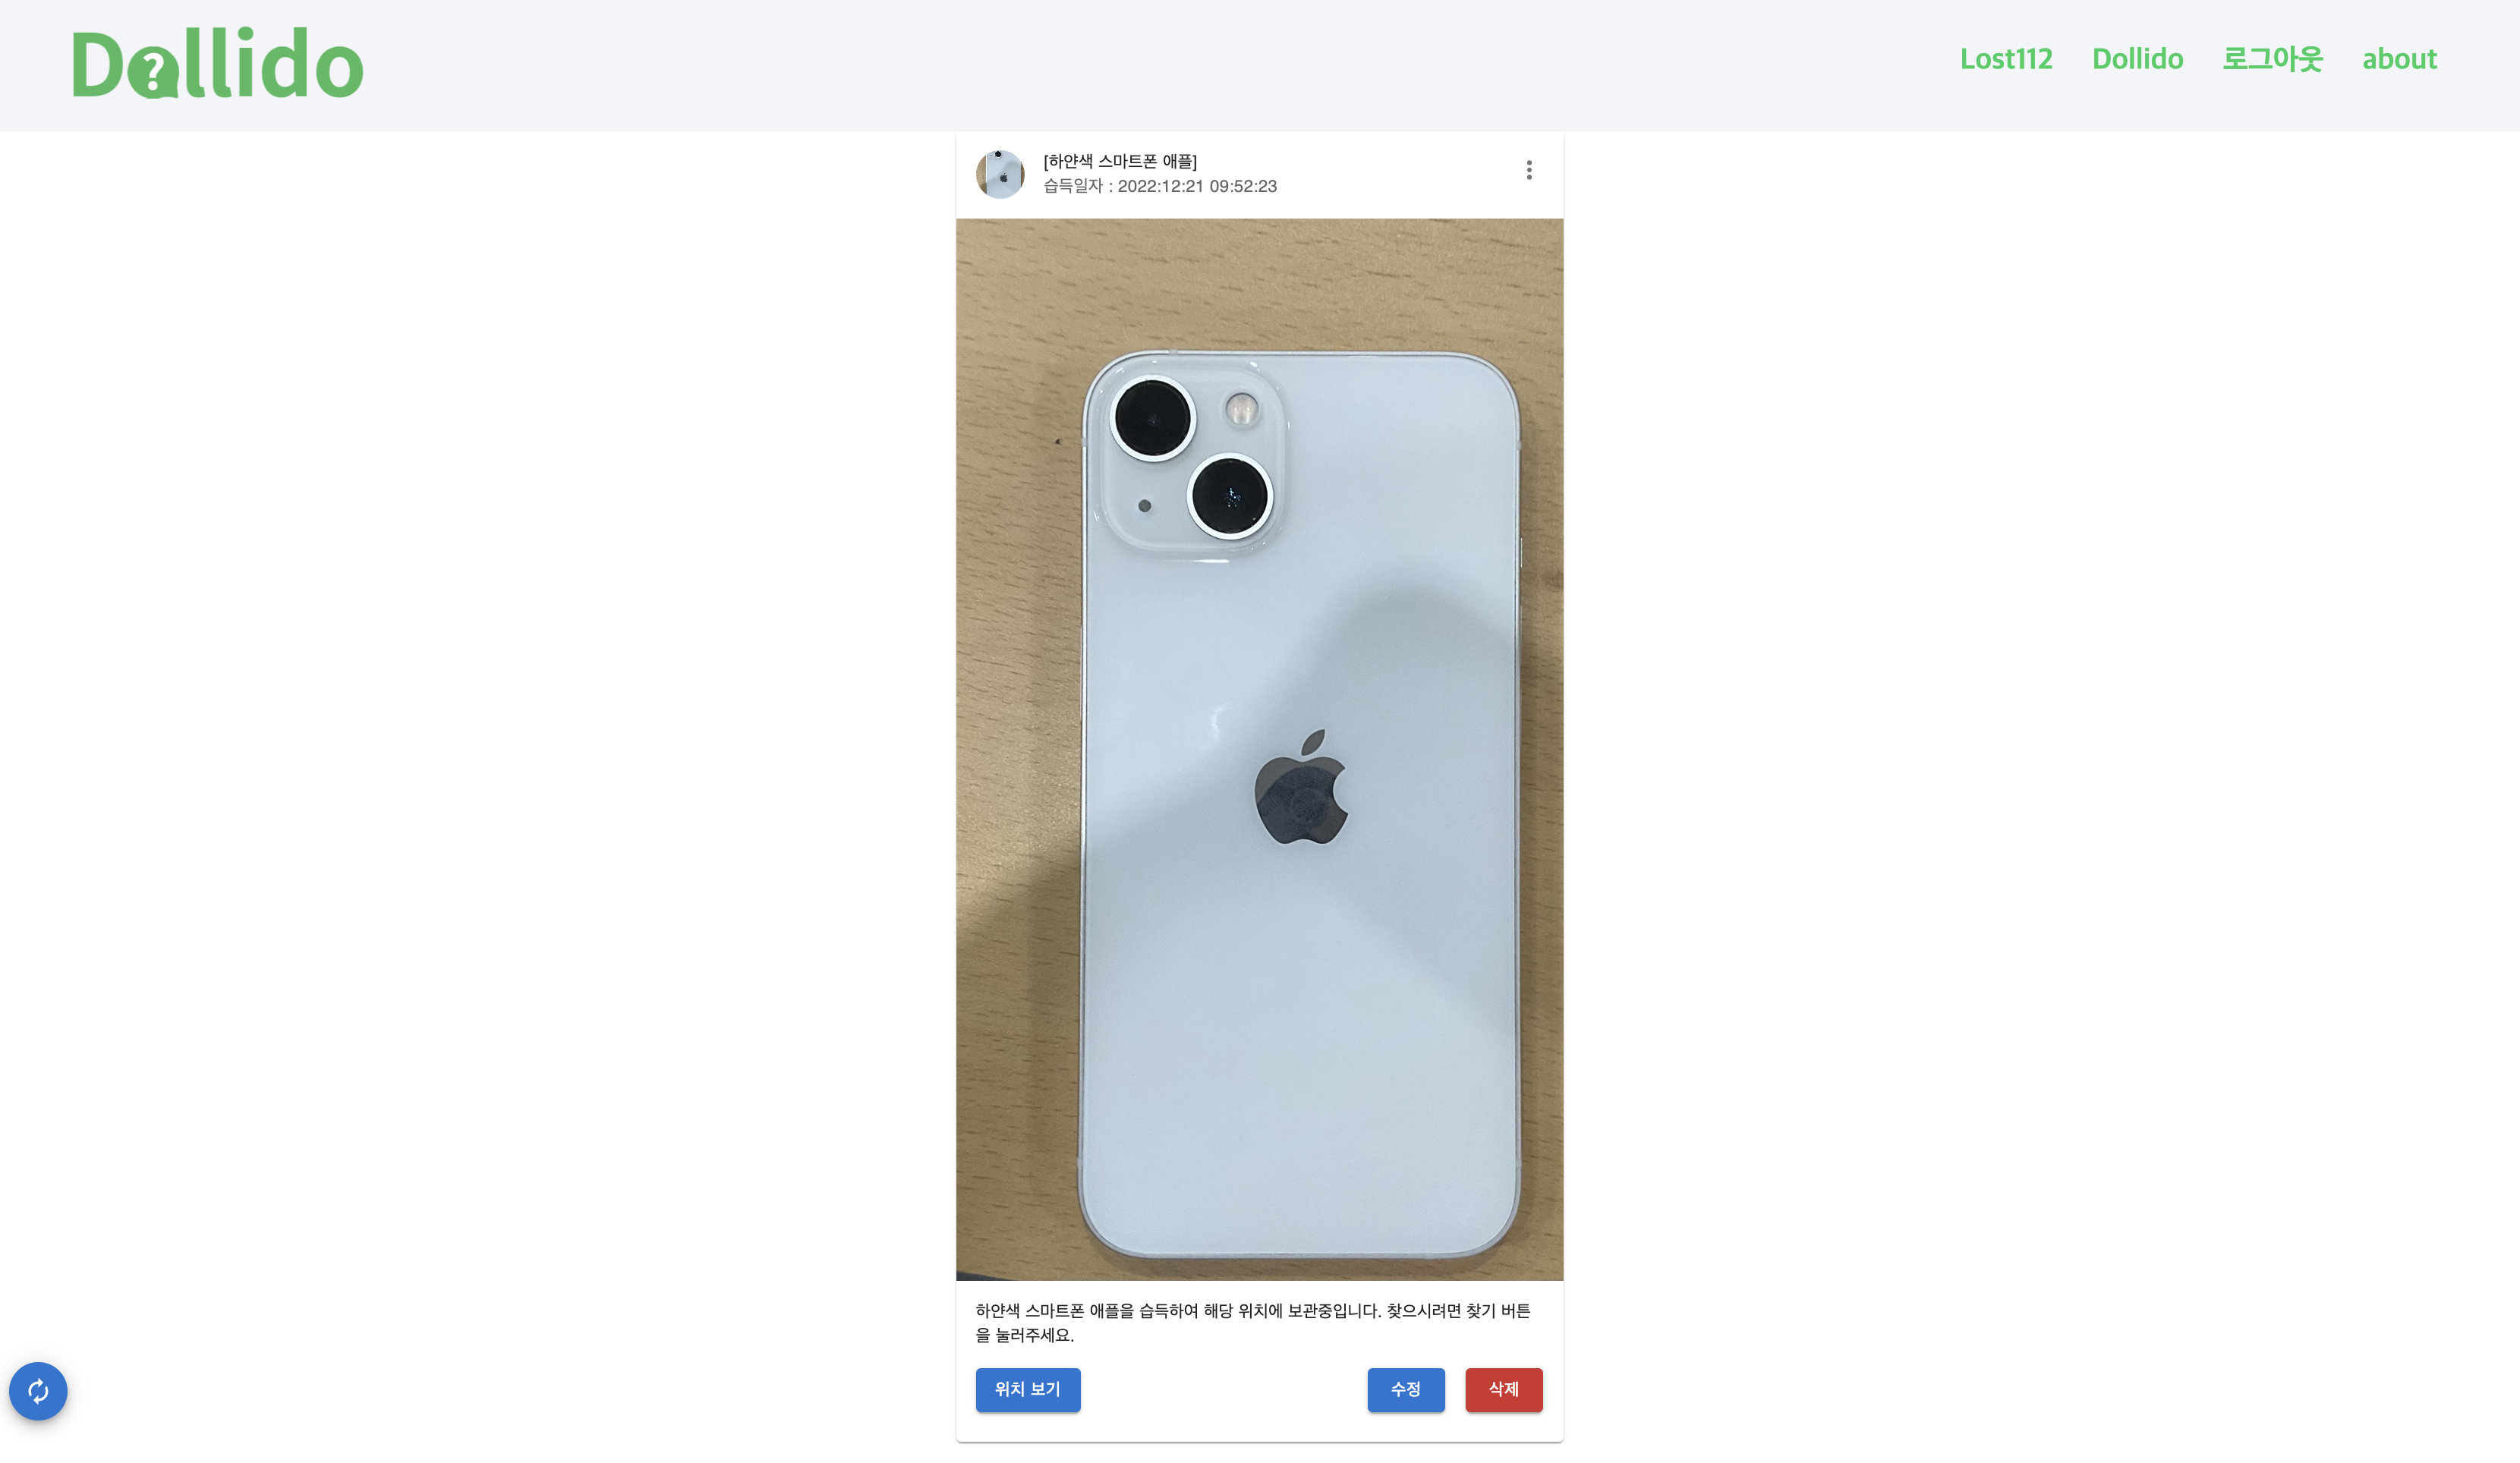 Dollido
Lost112 Dollido 로그아웃 about
[하얀색 스마트폰 애플]
습득일자 : 2022:12:21 09:52:23
하얀색 스마트폰 애플을 습득하여 해당 위치에 보관중입니다. 찾으시려면 찾기 버튼
을 눌러주세요.
위치 보기 수정 삭제